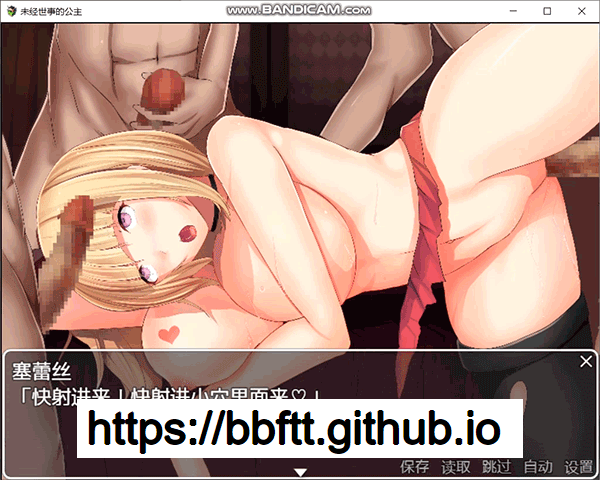 未经世事的公主
www.BANDICAM.com
塞蕾丝
「快射进来！快射进小穴里面来♡」
https://bbftt.github.io
保存 读取 跳过 自动 设置